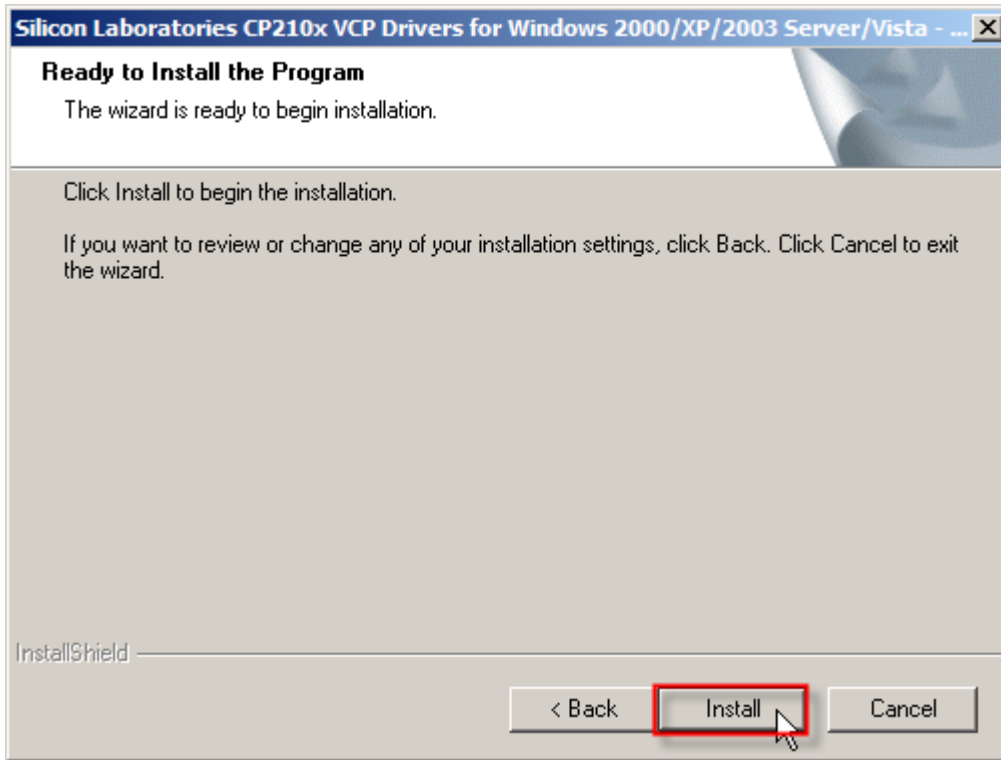 Silicon Laboratories CP210x VCP Drivers for Windows 2000/XP/2003 Server/Vista - ...
Ready to Install the Program
The wizard is ready to begin installation.
Click Install to begin the installation.
If you want to review or change any of your installation settings, click Back. Click Cancel to exit
the wizard.
InstallShield
< Back Install Cancel